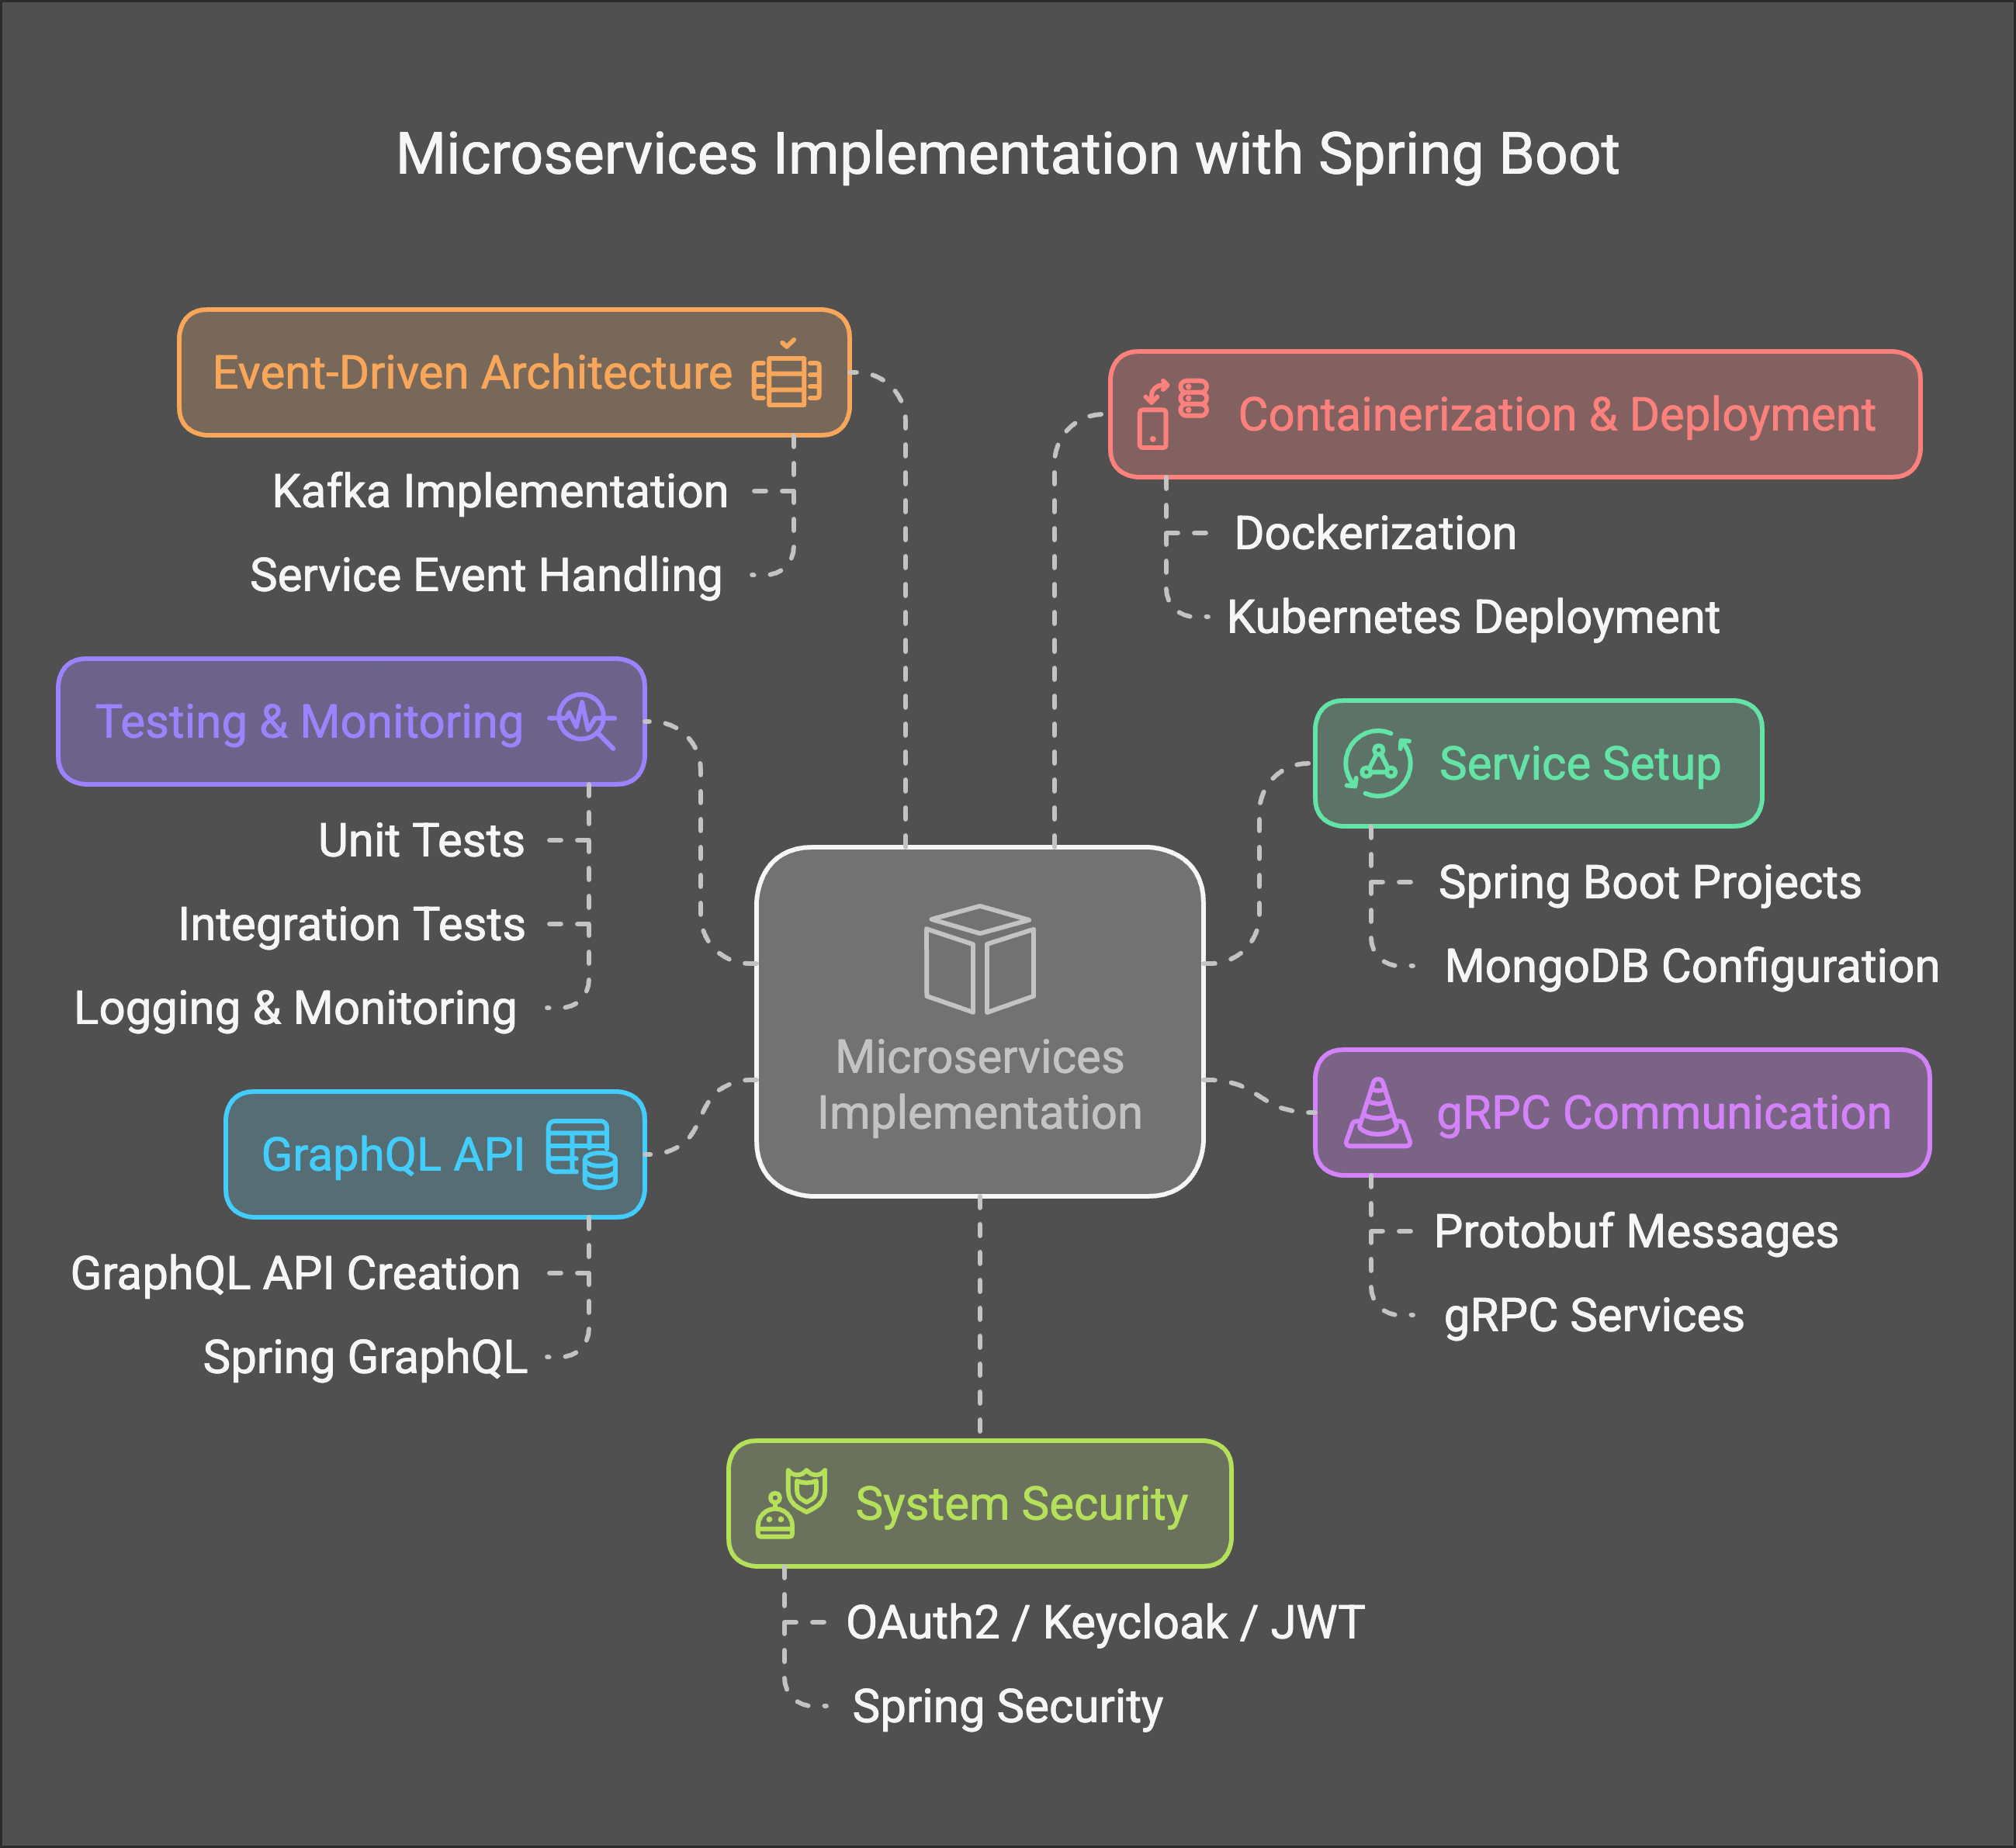 Microservices Implementation with Spring Boot
Event-Driven Architecture
Kafka Implementation
Service Event Handling
Containerization & Deployment
Dockerization
Kubernetes Deployment
Testing & Monitoring
Unit Tests
Integration Tests
Logging & Monitoring
Service Setup
Spring Boot Projects
MongoDB Configuration
Microservices
Implementation
GraphQL API
GraphQL API Creation
Spring GraphQL
gRPC Communication
Protobuf Messages
gRPC Services
System Security
OAuth2 / Keycloak / JWT
Spring Security